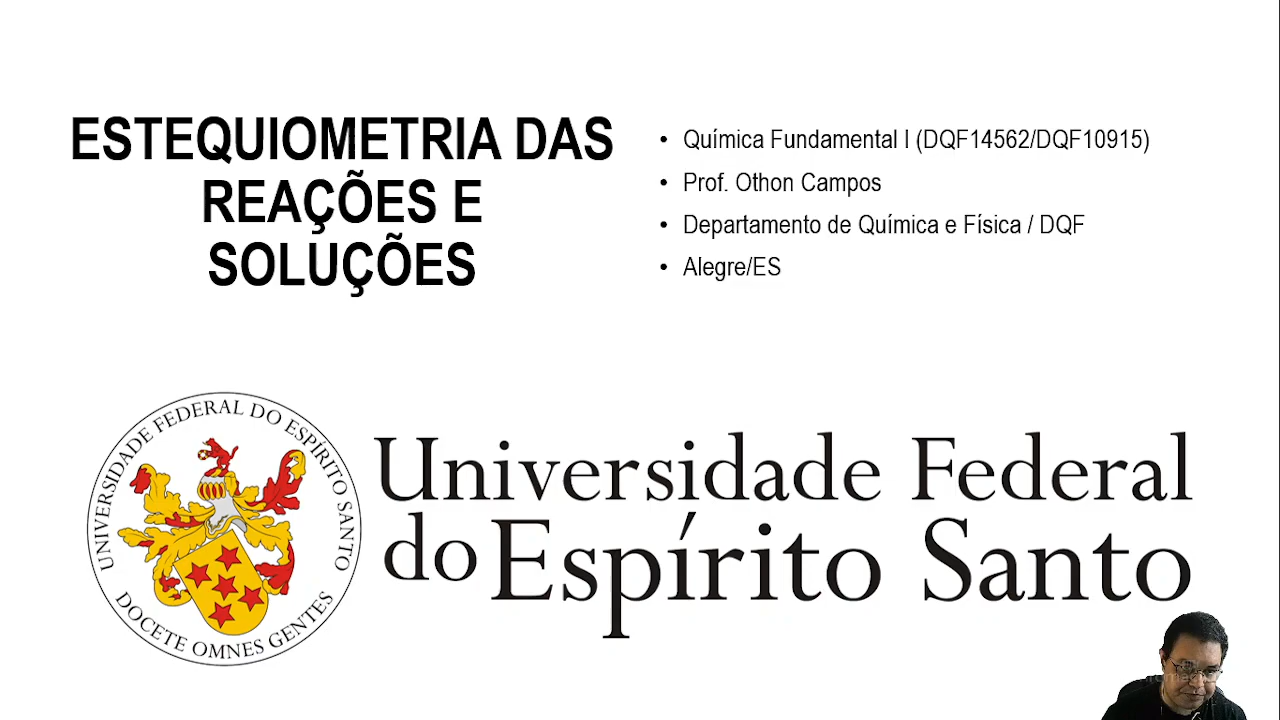 ESTEQUIOMETRIA DAS
REAÇÕES E
SOLUÇÕES
• Química Fundamental I (DQF14562/DQF10915)
• Prof. Othon Campos
• Departamento de Química e Física / DQF
• Alegre/ES
UNIVERSIDADE FEDERAL DO ESPÍRITO SANTO
DOCETE OMNES GENTES
Universidade Federal
do Espírito Santo